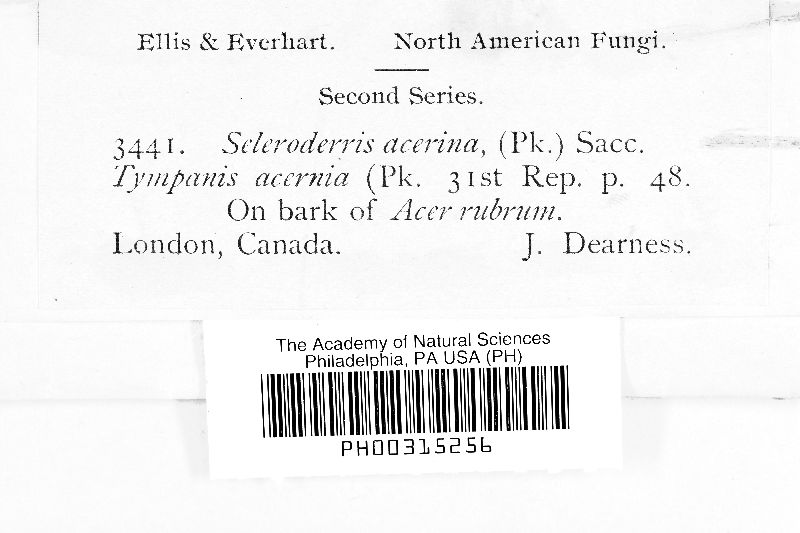 Ellis & Everhart. North American Fungi.
Second Series.
3441. Scleroderris acerina, (Pk.) Sacc.
Tympanis acernia (Pk. 31st Rep. p. 48.
On bark of Acer rubrum.
London, Canada. J. Dearness.
The Academy of Natural Sciences
Philadelphia, PA USA (PH)
PH00315256